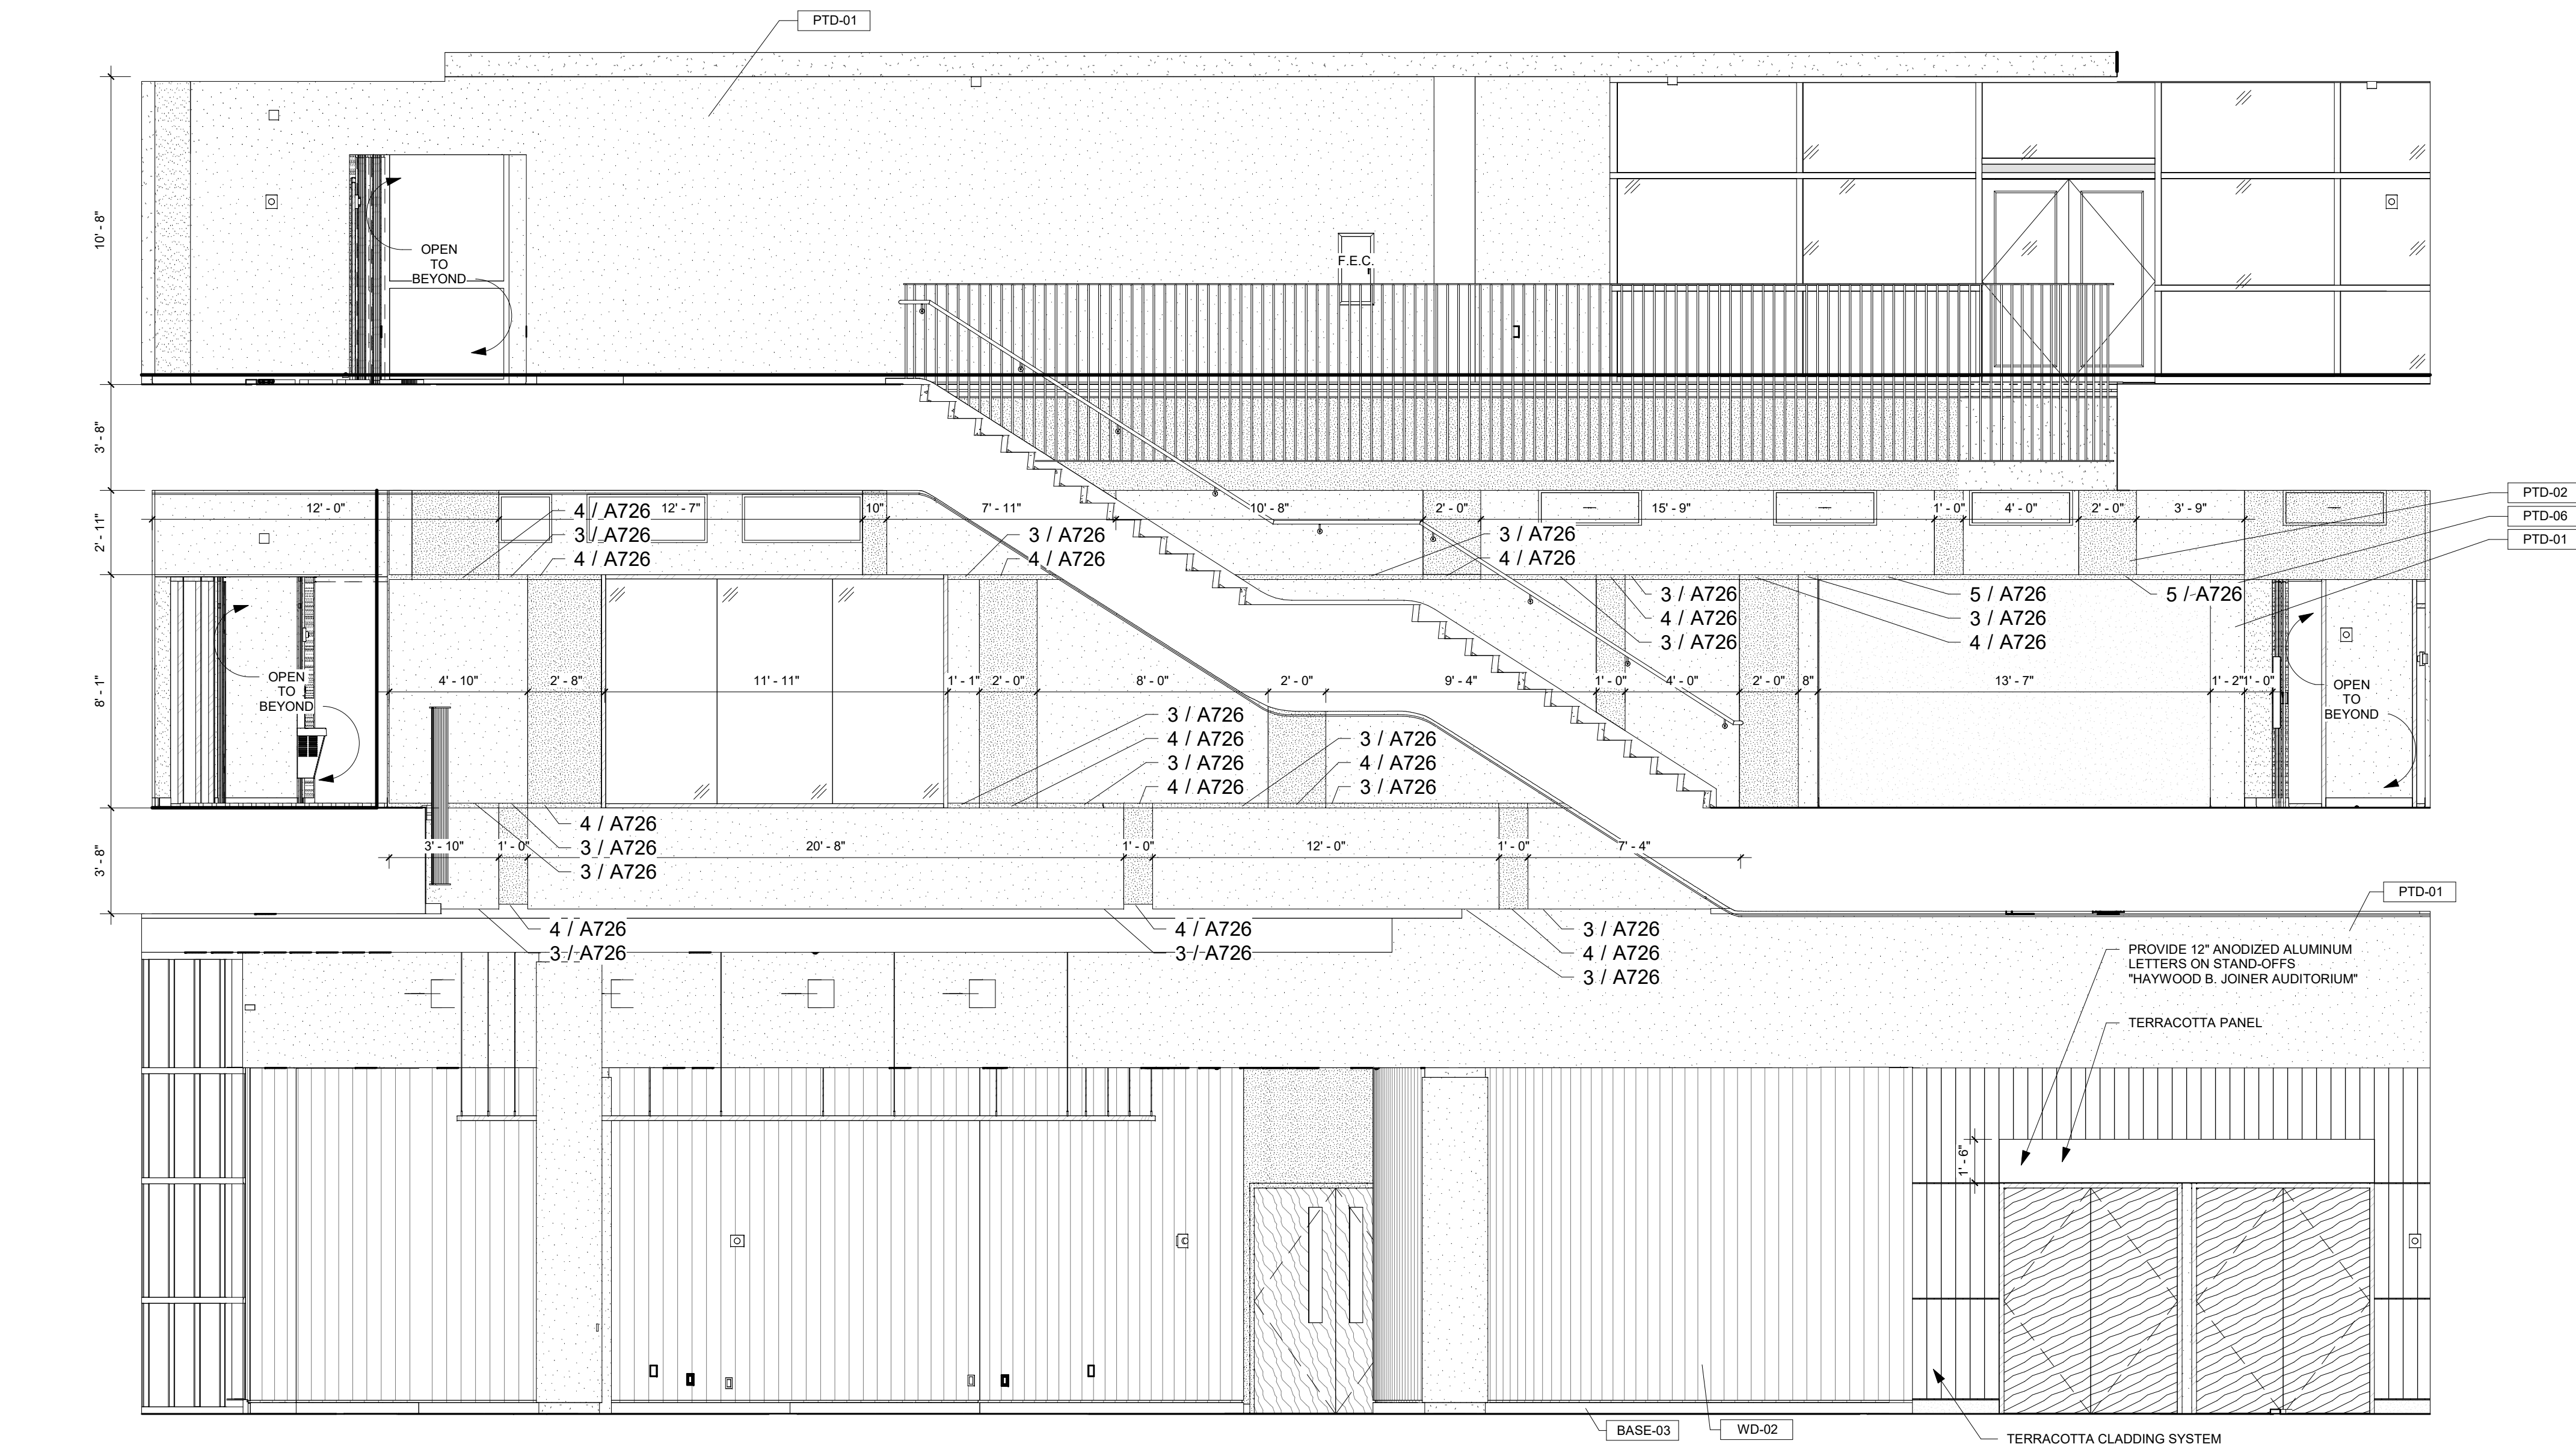 PTD-01
10' - 8"
OPEN
TO
BEYOND
F.E.C.
3' - 8"
2' - 11"
12' - 0"
12' - 7"
10"
7' - 11"
10' - 8"
2' - 0"
15' - 9"
1' - 0"
4' - 0"
2' - 0"
3' - 9"
PTD-02
PTD-06
PTD-01
4 / A726
3 / A726
4 / A726
3 / A726
4 / A726
3 / A726
4 / A726
3 / A726
4 / A726
3 / A726
5 / A726
3 / A726
4 / A726
5 / A726
8' - 1"
OPEN
TO
BEYOND
4' - 10"
2' - 8"
11' - 11"
1' - 1"
2' - 0"
8' - 0"
2' - 0"
9' - 4"
1' - 0"
4' - 0"
2' - 0"
8"
13' - 7"
1' - 2"
1' - 0"
OPEN
TO
BEYOND
3 / A726
4 / A726
3 / A726
4 / A726
3 / A726
4 / A726
3 / A726
4 / A726
3 / A726
3 / A726
3' - 8"
3' - 10"
1' - 0"
20' - 8"
1' - 0"
12' - 0"
1' - 0"
7' - 4"
4 / A726
3 / A726
4 / A726
3 / A726
3 / A726
4 / A726
3 / A726
PTD-01
PROVIDE 12" ANODIZED ALUMINUM
LETTERS ON STAND-OFFS
"HAYWOOD B. JOINER AUDITORIUM"
TERRACOTTA PANEL
1' - 6"
BASE-03
WD-02
TERRACOTTA CLADDING SYSTEM